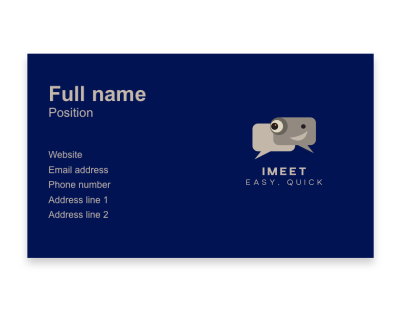 Full name
Position
Website
Email address
Phone number
Address line 1
Address line 2
IMEET
EASY, QUICK